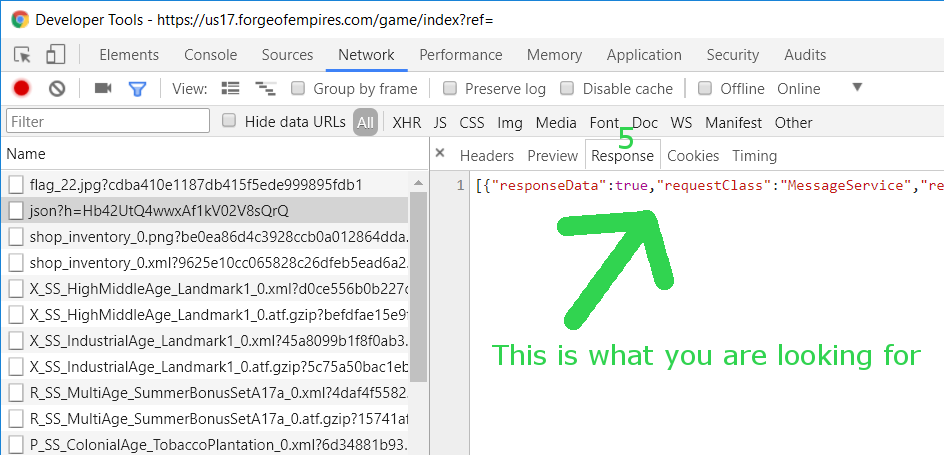 Developer Tools - https://us17.forgeofempires.com/game/index?ref=
Elements Console Sources Network Performance Memory Application Security Audits
View: Group by frame Preserve log Disable cache Offline Online
Filter Hide data URLs All XHR JS CSS Img Media Font Doc WS Manifest Other
5
Name
Headers Preview Response Cookies Timing
flag_22.jpg?cdba410e1187db415f5ede999895fdb1
1 [{"responseData":true,"requestClass":"MessageService","re
json?h=Hb42UtQ4wwxAf1kV02V8sQrQ
shop_inventory_0.png?be0ea86d4c3928ccb0a012864dda.
shop_inventory_0.xml?9625e10cc065828c26dfeb5ead6a2.
X_SS_HighMiddleAge_Landmark1_0.xml?d0ce556b0b227c
X_SS_HighMiddleAge_Landmark1_0.atf.gzip?befdfae15e9f
X_SS_IndustrialAge_Landmark1_0.xml?45a8099b1f8f0ab3.
X_SS_IndustrialAge_Landmark1_0.atf.gzip?5c75a50bac1eb
R_SS_MultiAge_SummerBonusSetA17a_0.xml?4daf4f5582.
R_SS_MultiAge_SummerBonusSetA17a_0.atf.gzip?15741af
P_SS_ColonialAge_TobaccoPlantation_0.xml?6d34881b93.
This is what you are looking for